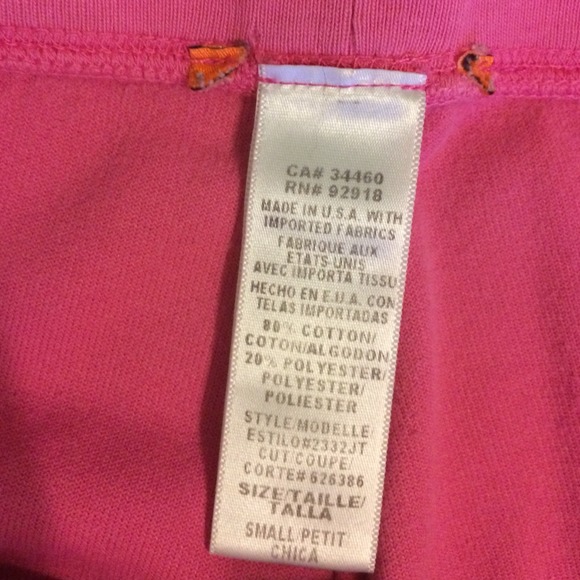 CA# 34460
RN# 92918
MADE IN U.S.A. WITH
IMPORTED FABRICS
FABRIQUE AUX
ETATS-UNIS
AVEC IMPORTA TISSU
HECHO EN E.U.A. CON
TELAS IMPORTADAS
80% COTTON/
COTON/ALGODON
20% POLYESTER/
POLYESTER/
POLIESTER
STYLE/MODELLE
ESTILO#2332JT
CUT COUPE/
CORTE# 626386
SIZE/TAILLE/
TALLA
SMALL/PETIT
CHICA